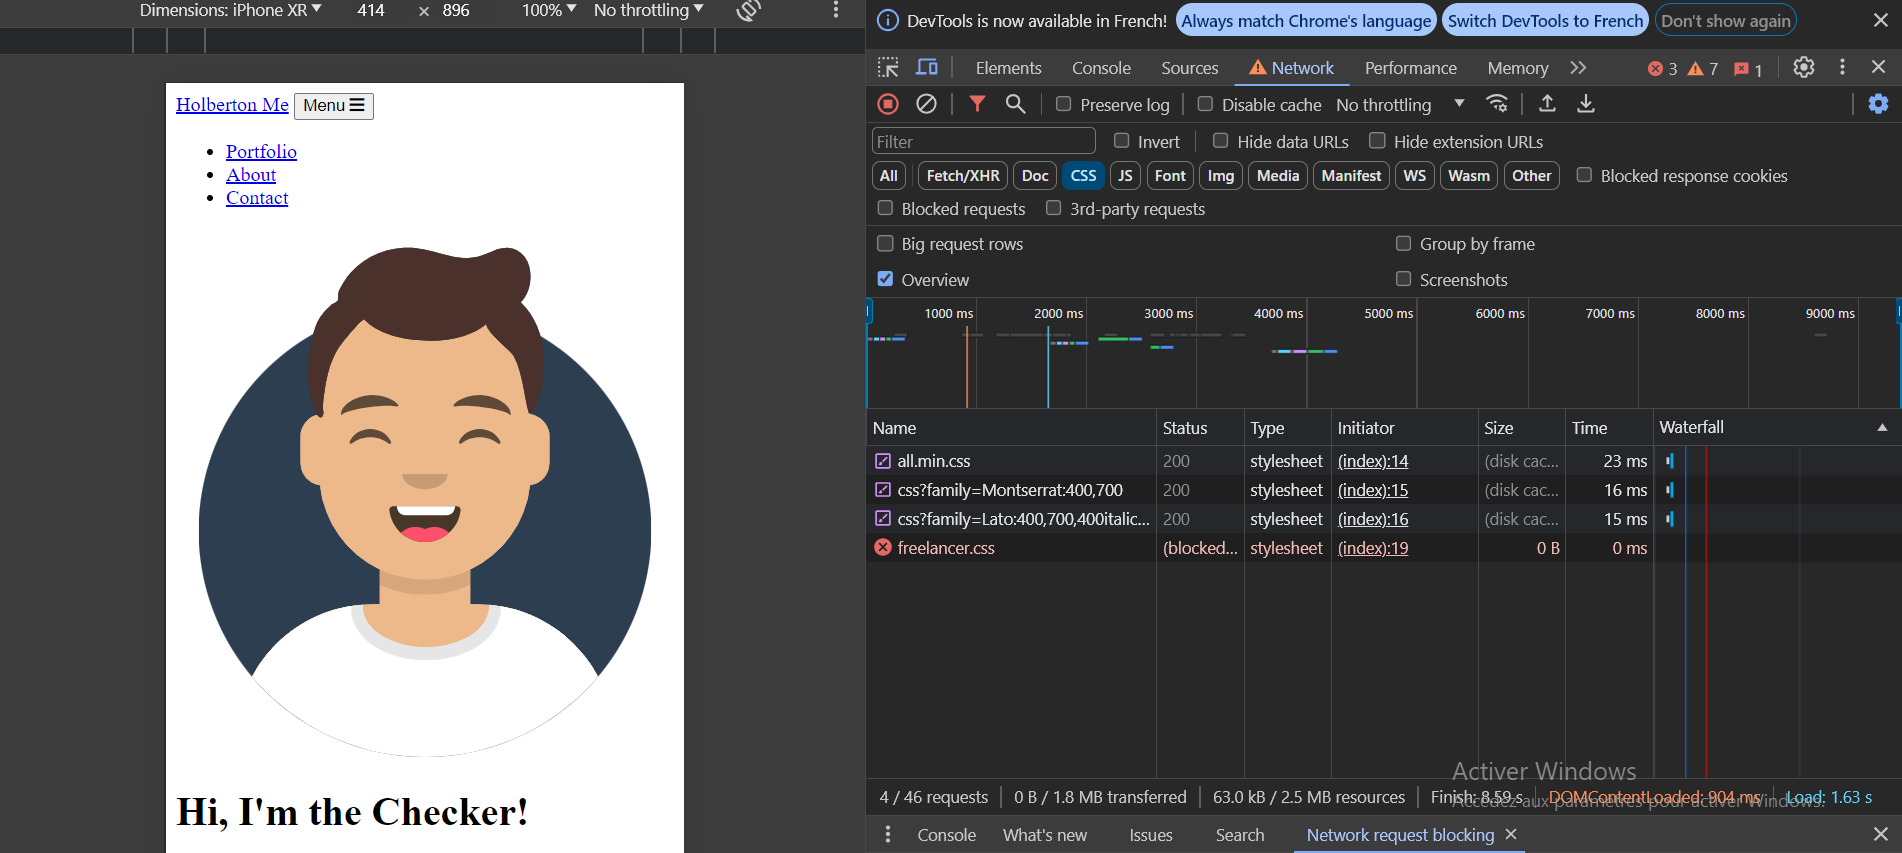 Dimensions: iPhone XR ▼ 414 × 896 100% ▼ No throttling ▼
Holberton Me Menu ☰
Portfolio
About
Contact
Hi, I'm the Checker!
DevTools is now available in French! Always match Chrome's language Switch DevTools to French Don't show again
Elements Console Sources Network Performance Memory 3 7 1
Preserve log Disable cache No throttling
Filter Invert Hide data URLs Hide extension URLs
All Fetch/XHR Doc CSS JS Font Img Media Manifest WS Wasm Other Blocked response cookies
Blocked requests 3rd-party requests
Big request rows Group by frame
Overview Screenshots
1000 ms 2000 ms 3000 ms 4000 ms 5000 ms 6000 ms 7000 ms 8000 ms 9000 ms
Name Status Type Initiator Size Time Waterfall
all.min.css 200 stylesheet (index):14 (disk cac... 23 ms
css?family=Montserrat:400,700 200 stylesheet (index):15 (disk cac... 16 ms
css?family=Lato:400,700,400italic... 200 stylesheet (index):16 (disk cac... 15 ms
freelancer.css (blocked... stylesheet (index):19 0 B 0 ms
Activer Windows
Accédez aux paramètres pour activer Windows.
4 / 46 requests 0 B / 1.8 MB transferred 63.0 kB / 2.5 MB resources Finish: 8.59 s DOMContentLoaded: 904 ms Load: 1.63 s
Console What's new Issues Search Network request blocking